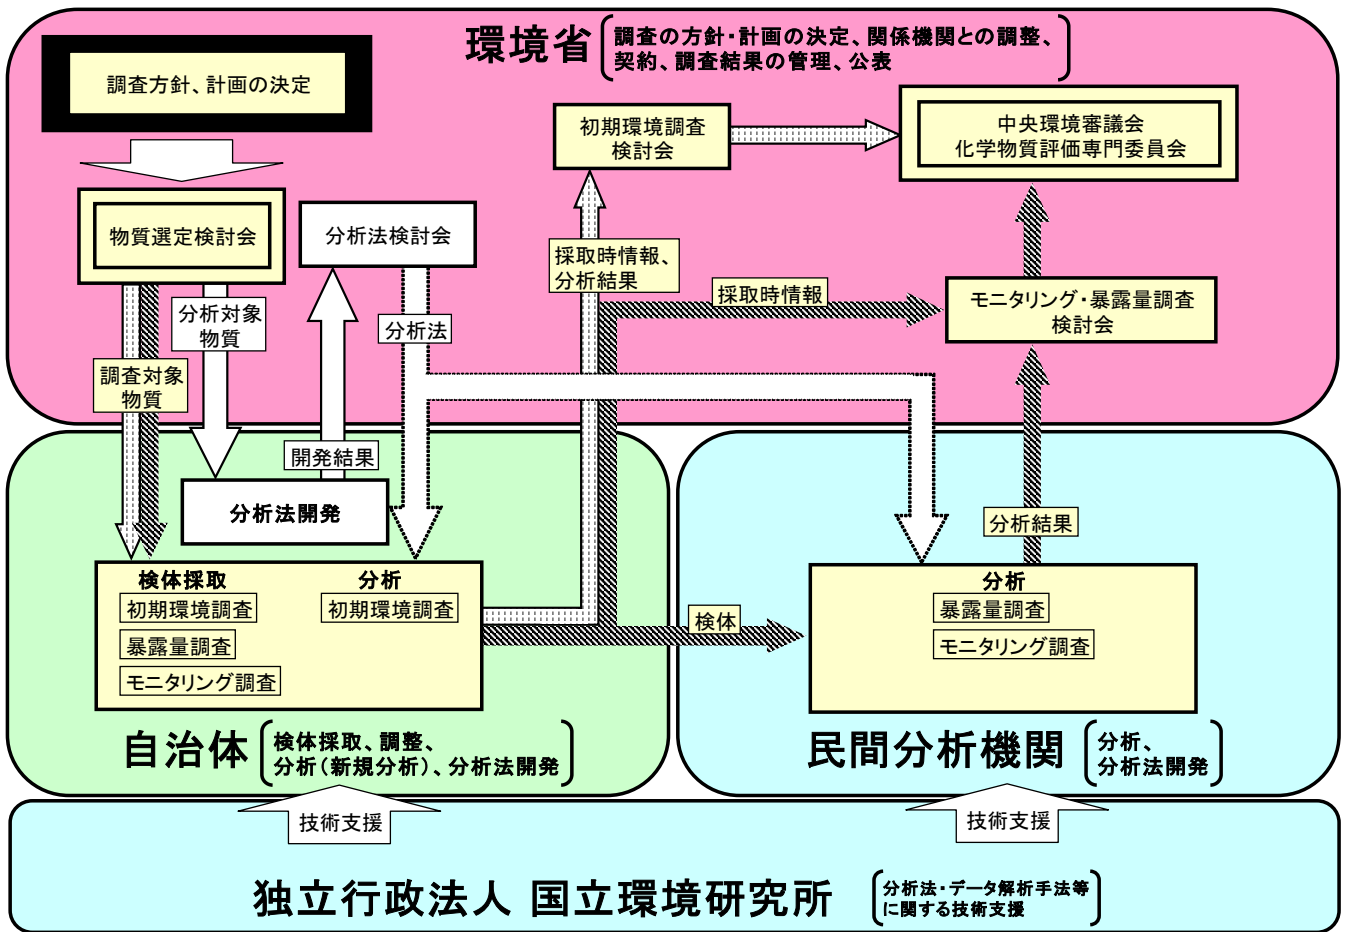 環境省
調査の方針・計画の決定、関係機関との調整、
契約、調査結果の管理、公表
調査方針、計画の決定
初期環境調査
検討会
中央環境審議会
化学物質評価専門委員会
物質選定検討会
分析法検討会
採取時情報、
分析結果
採取時情報
モニタリング・暴露量調査
検討会
分析対象
物質
分析法
調査対象
物質
開発結果
分析法開発
分析結果
検体採取
初期環境調査
暴露量調査
モニタリング調査
分析
初期環境調査
検体
分析
暴露量調査
モニタリング調査
自治体
検体採取、調整、
分析(新規分析)、分析法開発
民間分析機関
分析、
分析法開発
技術支援
技術支援
独立行政法人 国立環境研究所
分析法・データ解析手法等
に関する技術支援